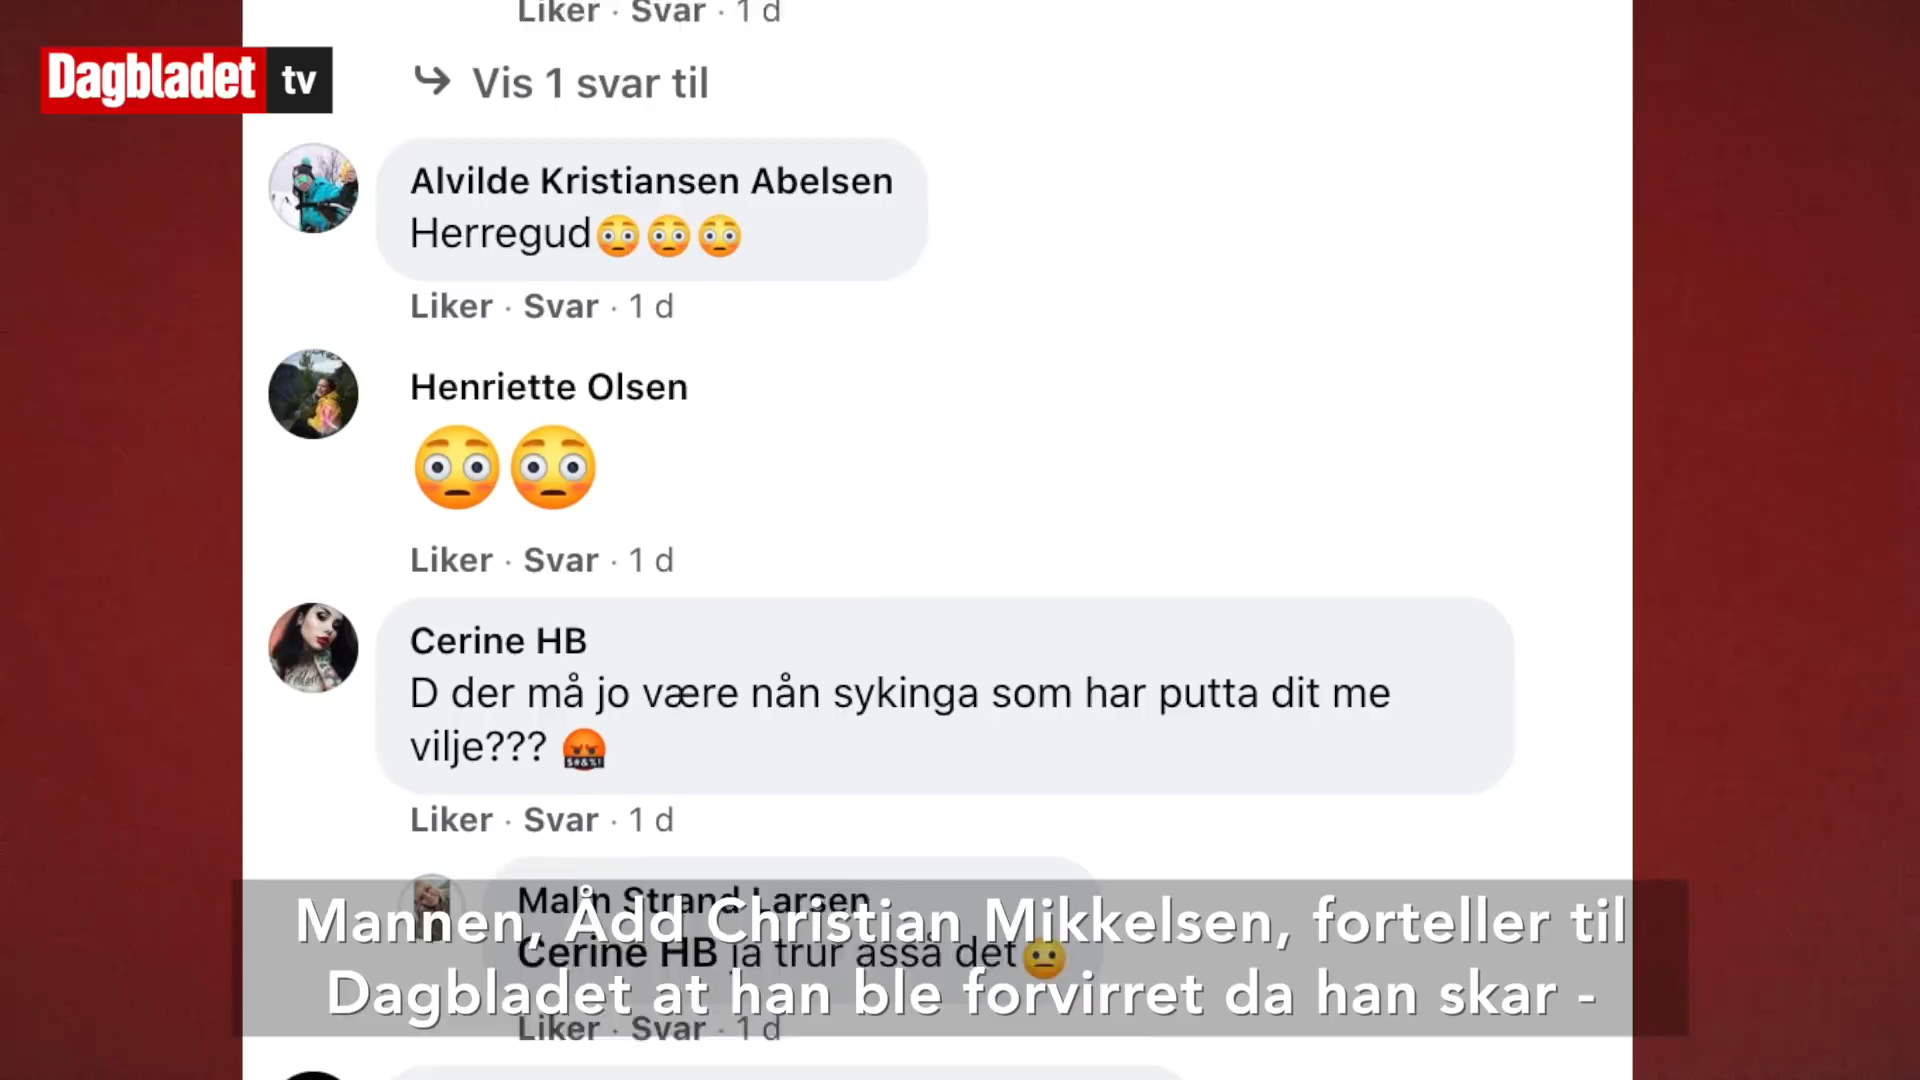 Liker · Svar · 1 d
Dagbladet tv
Vis 1 svar til
Alvilde Kristiansen Abelsen
Herregud😳😳😳
Liker · Svar · 1 d
Henriette Olsen
😳😳
Liker · Svar · 1 d
Cerine HB
D der må jo være nån sykinga som har putta dit me
vilje??? 🤬
Liker · Svar · 1 d
Malin Strand Larsen
Cerine HB ja trur asså det😐
Liker · Svar · 1 d
Mannen, Ådd Christian Mikkelsen, forteller til
Dagbladet at han ble forvirret da han skar -